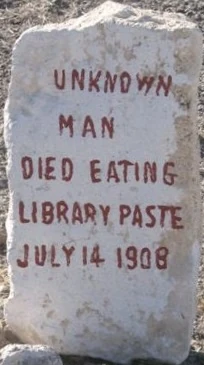 UNKNOWN
MAN
DIED EATING
LIBRARY PASTE
JULY 14 1908